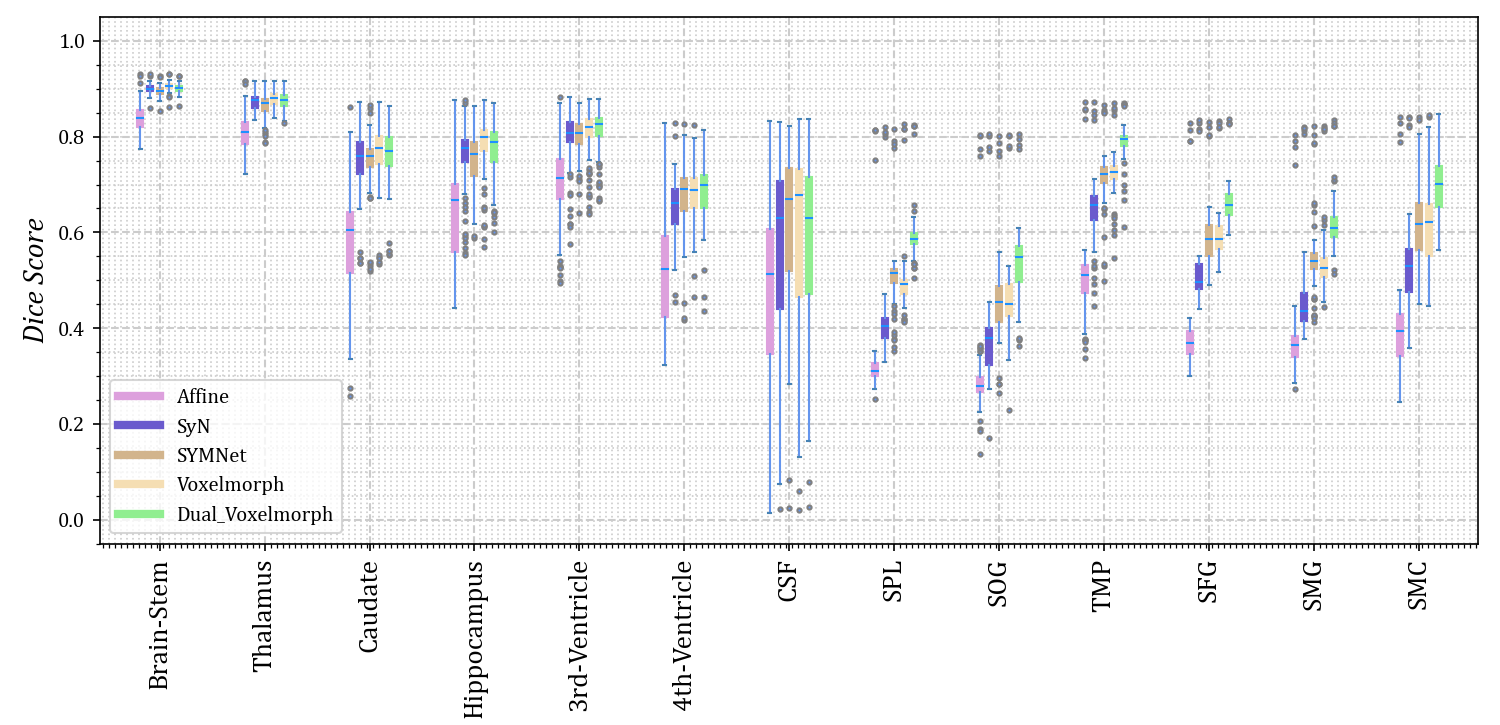 Dice Score
1.0
0.8
0.6
0.4
0.2
0.0
Affine
SyN
SYMNet
Voxelmorph
Dual_Voxelmorph
Brain-Stem
Thalamus
Caudate
Hippocampus
3rd-Ventricle
4th-Ventricle
CSF
SPL
SOG
TMP
SFG
SMG
SMC